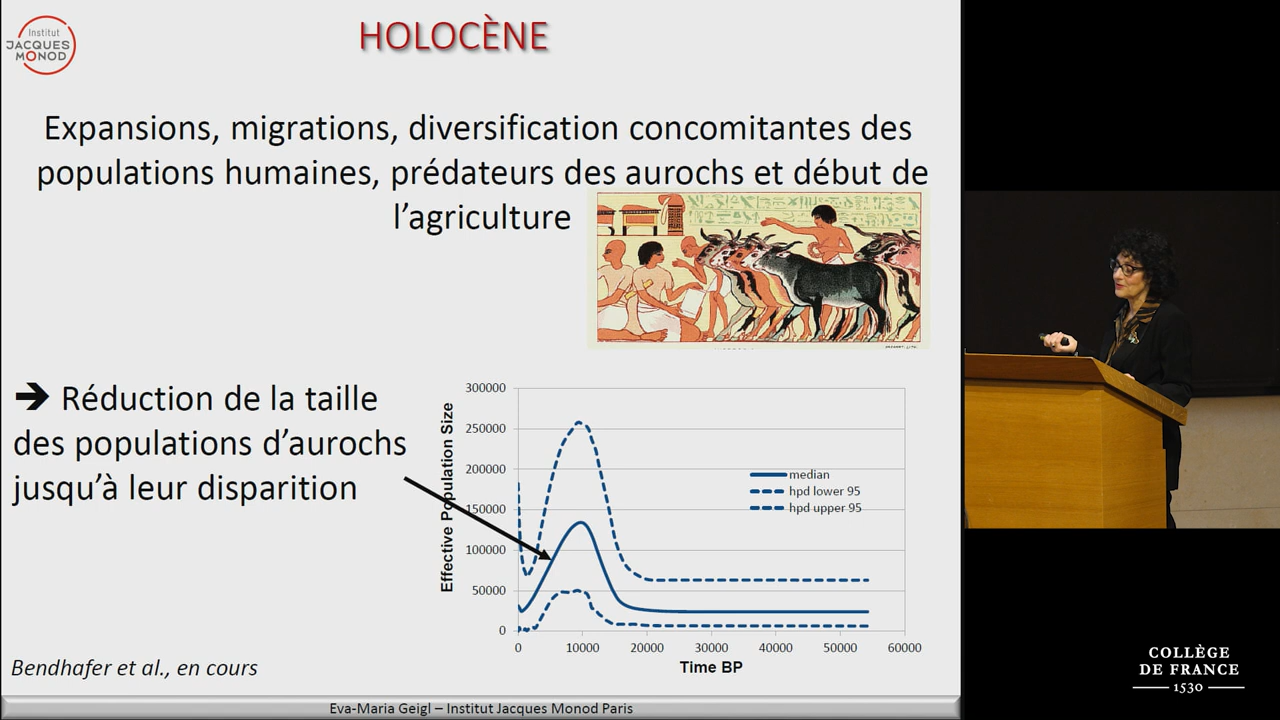 Institut
JACQUES
MONOD
HOLOCÈNE
Expansions, migrations, diversification concomitantes des
populations humaines, prédateurs des aurochs et début de
l’agriculture
➔ Réduction de la taille
des populations d’aurochs
jusqu’à leur disparition
Effective Population Size
300000
250000
200000
150000
100000
50000
0
median
hpd lower 95
hpd upper 95
0 10000 20000 30000 40000 50000 60000
Time BP
Bendhafer et al., en cours
Eva-Maria Geigl – Institut Jacques Monod Paris
COLLÈGE
DE FRANCE
1530